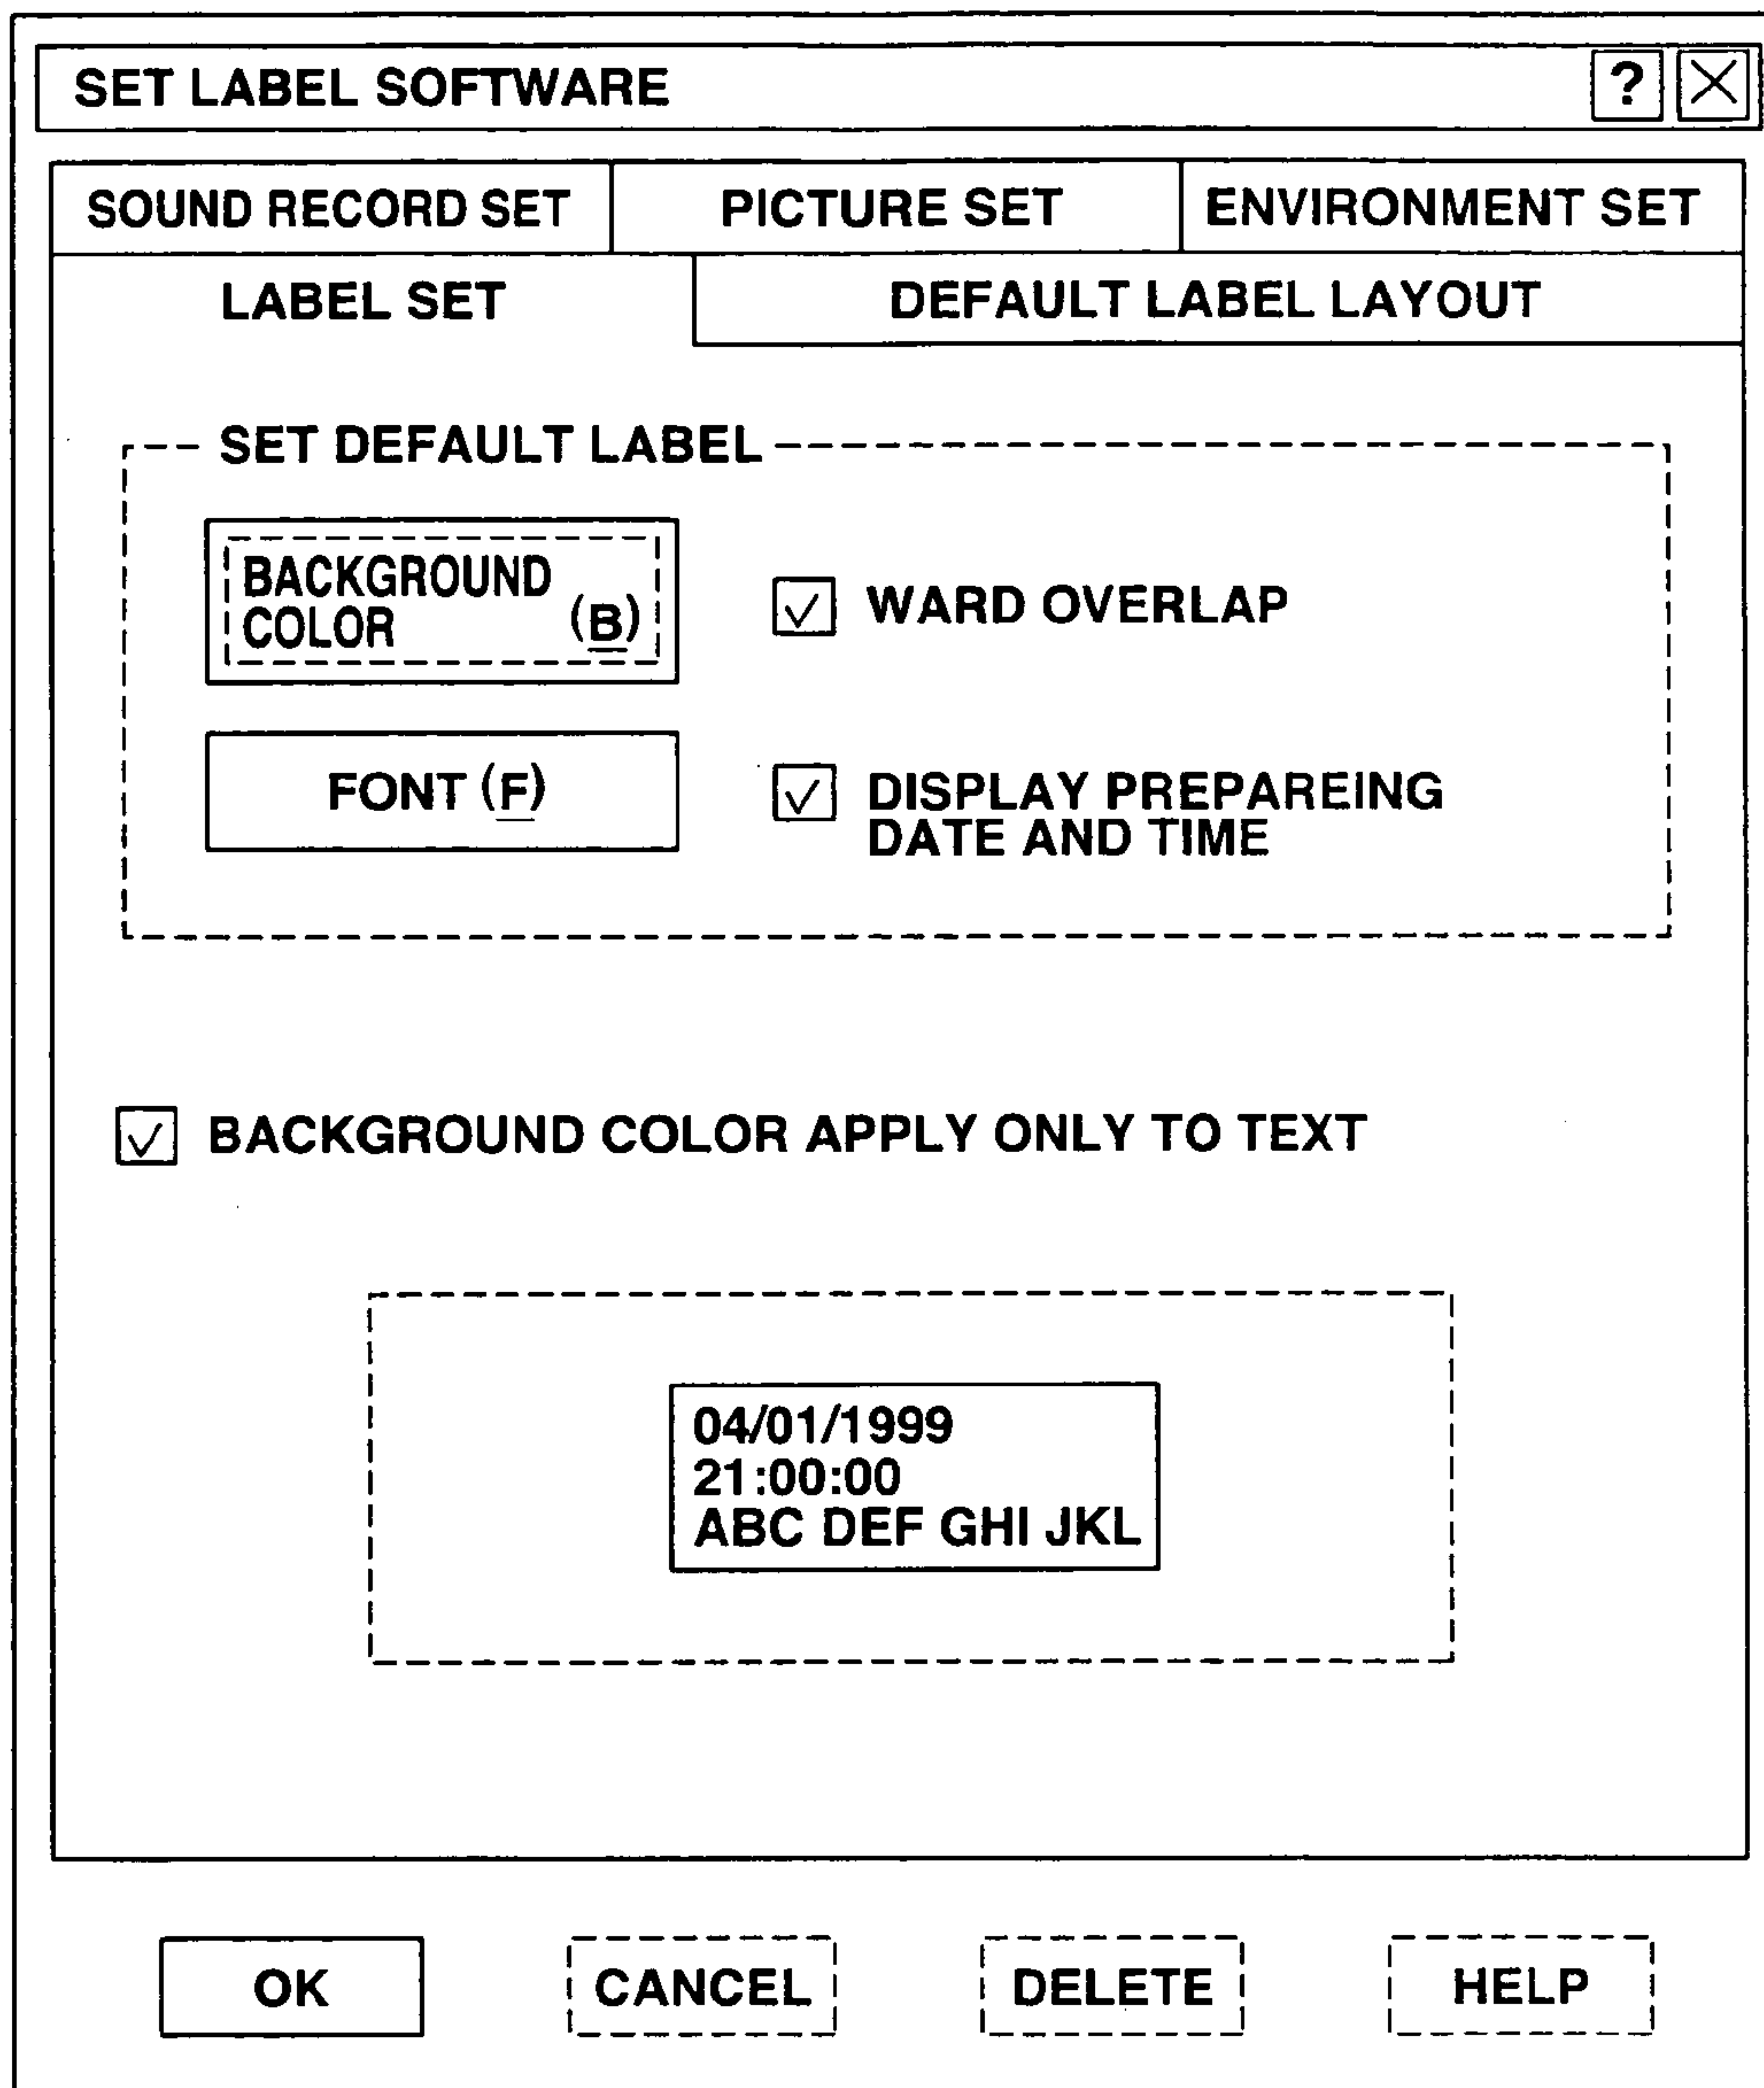 SET LABEL SOFTWARE ? X
SOUND RECORD SET PICTURE SET ENVIRONMENT SET
LABEL SET DEFAULT LABEL LAYOUT
SET DEFAULT LABEL
BACKGROUND
COLOR (B)
WARD OVERLAP
FONT (F)
DISPLAY PREPAREING
DATE AND TIME
BACKGROUND COLOR APPLY ONLY TO TEXT
04/01/1999
21:00:00
ABC DEF GHI JKL
OK CANCEL DELETE HELP